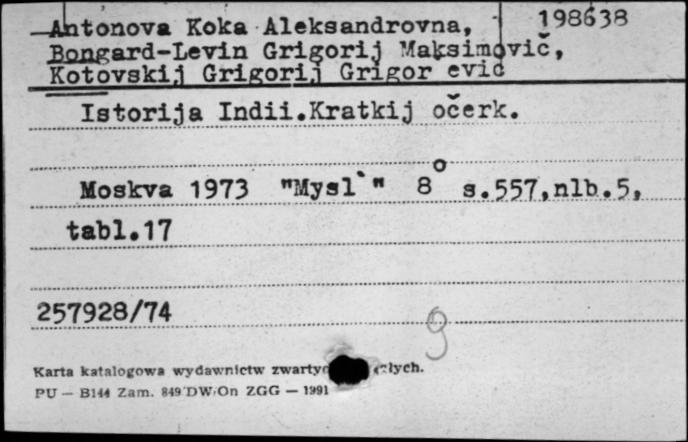 Antonova Koka Aleksandrovna, 198638
Bongard-Levin Grigorij Maksimovič,
Kotovskij Grigorij Grigor evič
Istorija Indii.Kratkij očerk.
Moskva 1973 "Mysl`" 8° s.557,nlb.5,
tabl.17
257928/74
9
Karta katalogowa wydawnictw
PU — B144 Zam. 849 DW/On ZGG — 1991